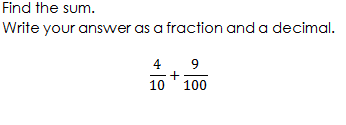 Find the sum.
Write your answer as a fraction and a decimal.
4/10 + 9/100